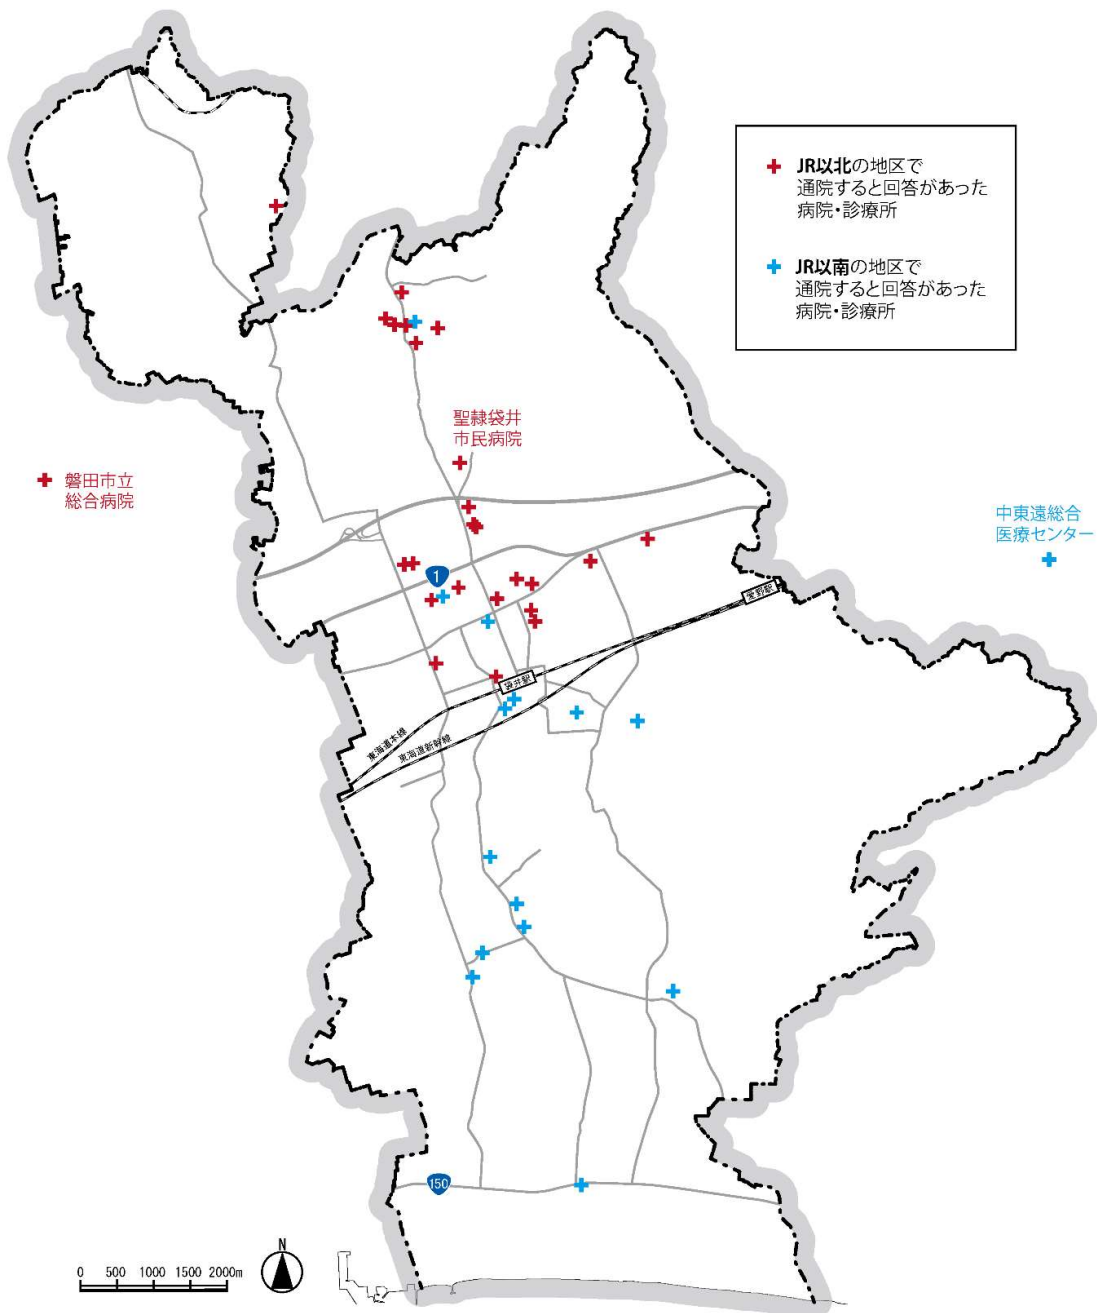 JR以北の地区で
通院すると回答があった
病院・診療所
JR以南の地区で
通院すると回答があった
病院・診療所
聖隷袋井
市民病院
磐田市立
総合病院
中東遠総合
医療センター
1
愛野駅
袋井駅
東海道本線
東海道新幹線
150
N
0 500 1000 1500 2000m